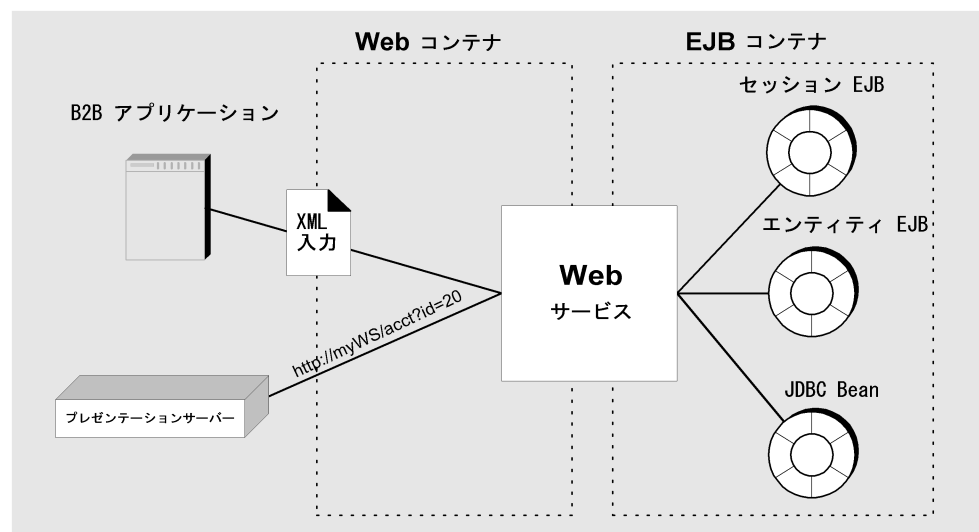 Web コンテナ
EJB コンテナ
セッション EJB
B2B アプリケーション
XML
入力
エンティティ EJB
Web
サービス
http://myWS/acct?id=20
JDBC Bean
プレゼンテーションサーバー